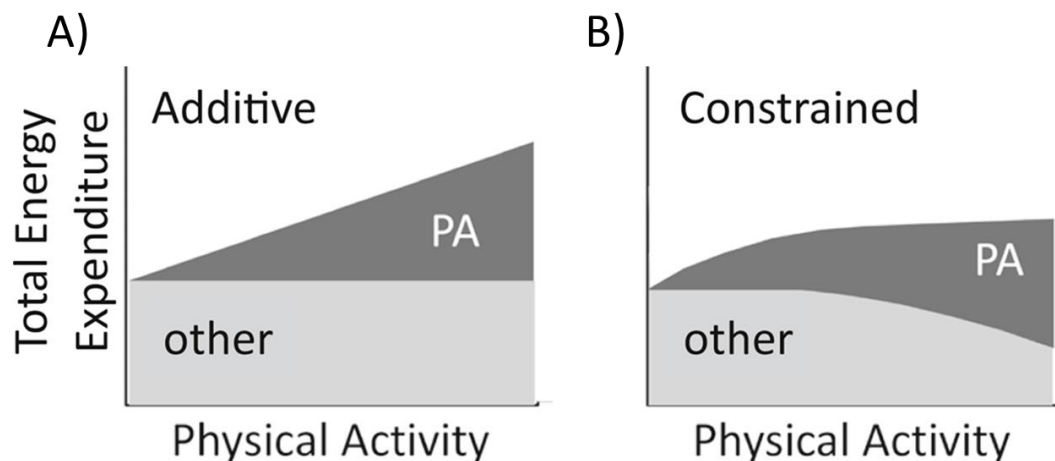 A)
Additive
PA
other
Total Energy
Expenditure
Physical Activity
B)
Constrained
PA
other
Physical Activity